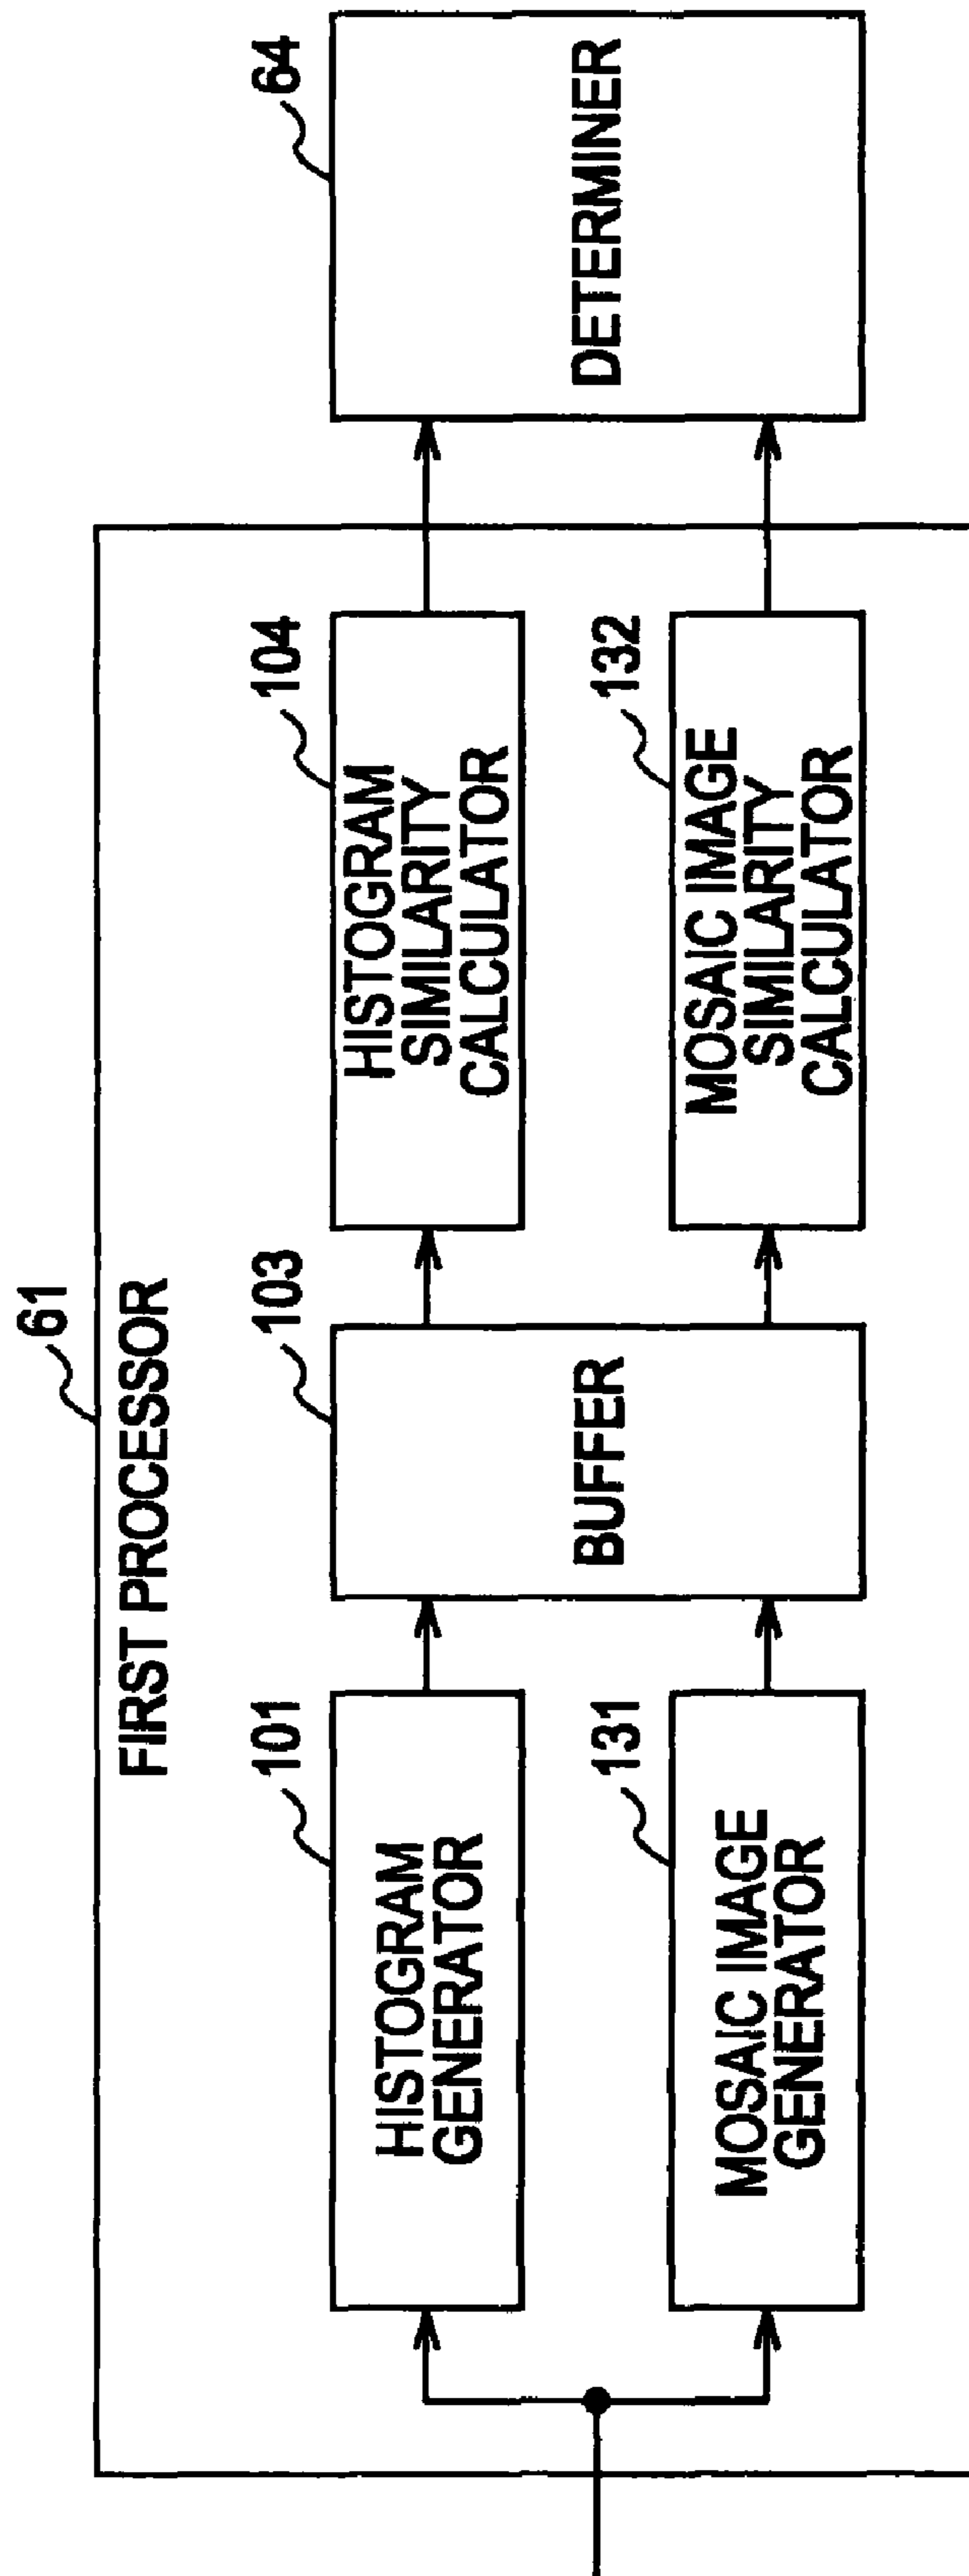 61
FIRST PROCESSOR
101
HISTOGRAM
GENERATOR
131
MOSAIC IMAGE
GENERATOR
103
BUFFER
104
HISTOGRAM
SIMILARITY
CALCULATOR
132
MOSAIC IMAGE
SIMILARITY
CALCULATOR
64
DETERMINER